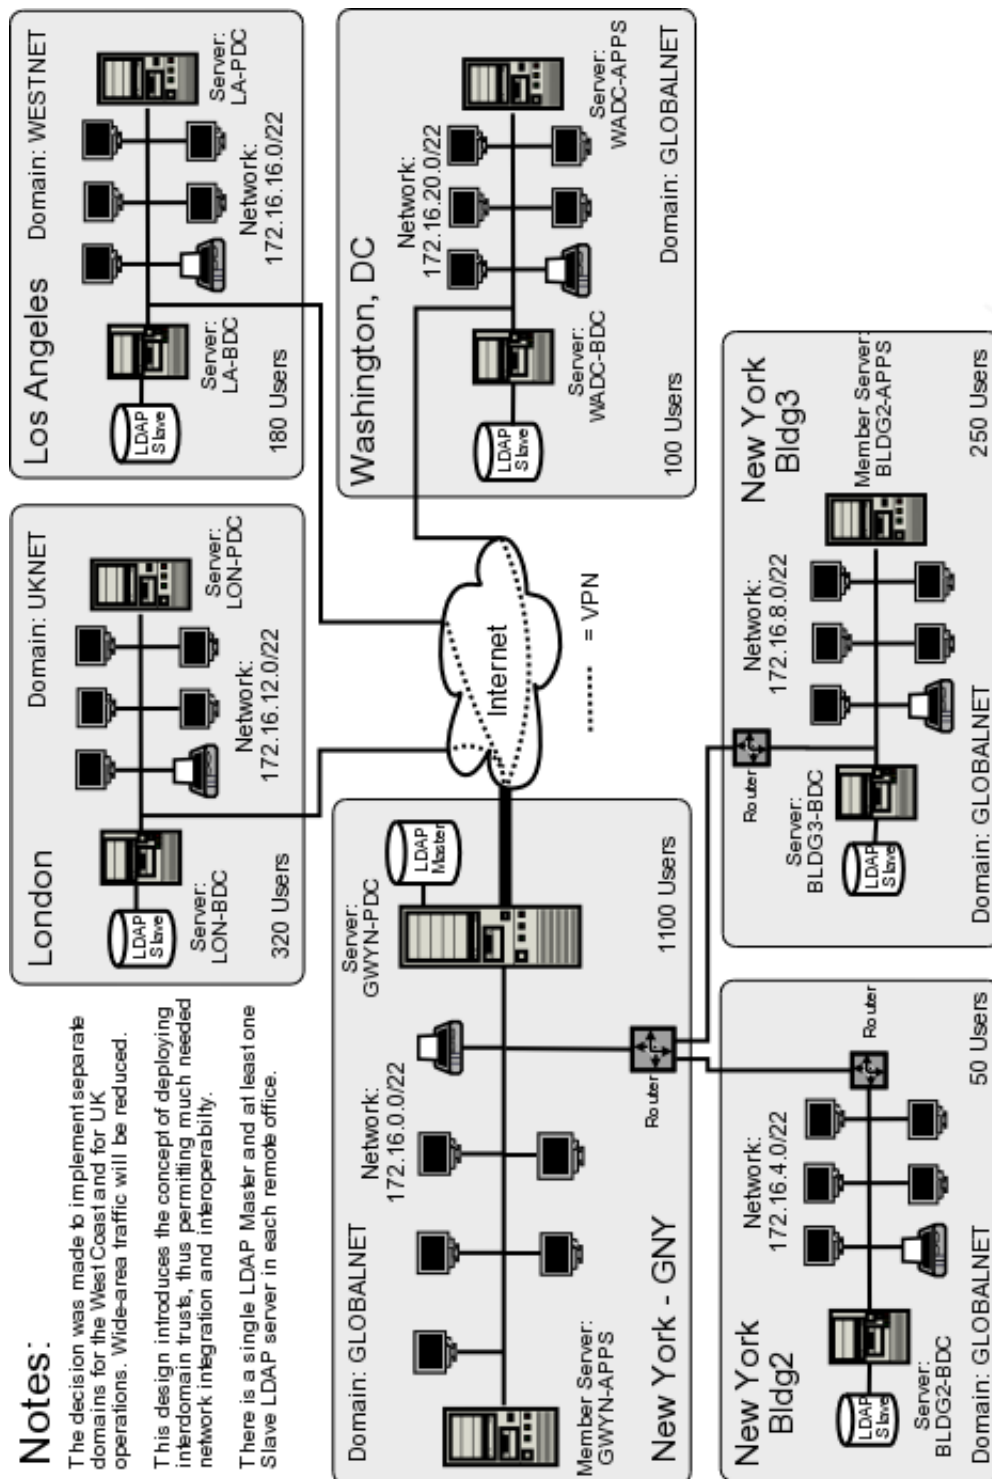 Notes:
The decision was made to implement separate
domains for the West Coast and for UK
operations. Wide-area traffic will be reduced.
This design introduces the concept of deploying
interdomain trusts, thus permitting much needed
network integration and interoperability.
There is a single LDAP Master and at least one
Slave LDAP server in each remote office.
London
Domain: UKNET
LDAP
Slave
Server:
LON-BDC
Server:
LON-PDC
Network:
172.16.12.0/22
320 Users
Los Angeles
Domain: WESTNET
LDAP
Slave
Server:
LA-BDC
Server:
LA-PDC
Network:
172.16.16.0/22
180 Users
Domain: GLOBALNET
Network:
172.16.0.0/22
Server:
GWYN-PDC
LDAP
Master
Member Server:
GWYN-APPS
New York - GNY
Router
1100 Users
Internet
= VPN
Washington, DC
Network:
172.16.20.0/22
LDAP
Slave
Server:
WADC-BDC
Server:
WADC-APPS
100 Users
Domain: GLOBALNET
New York
Bldg2
Network:
172.16.4.0/22
Router
LDAP
Slave
Server:
BLDG2-BDC
Domain: GLOBALNET
50 Users
Router
New York
Bldg3
Network:
172.16.8.0/22
Server:
BLDG3-BDC
LDAP
Slave
Member Server:
BLDG2-APPS
Domain: GLOBALNET
250 Users